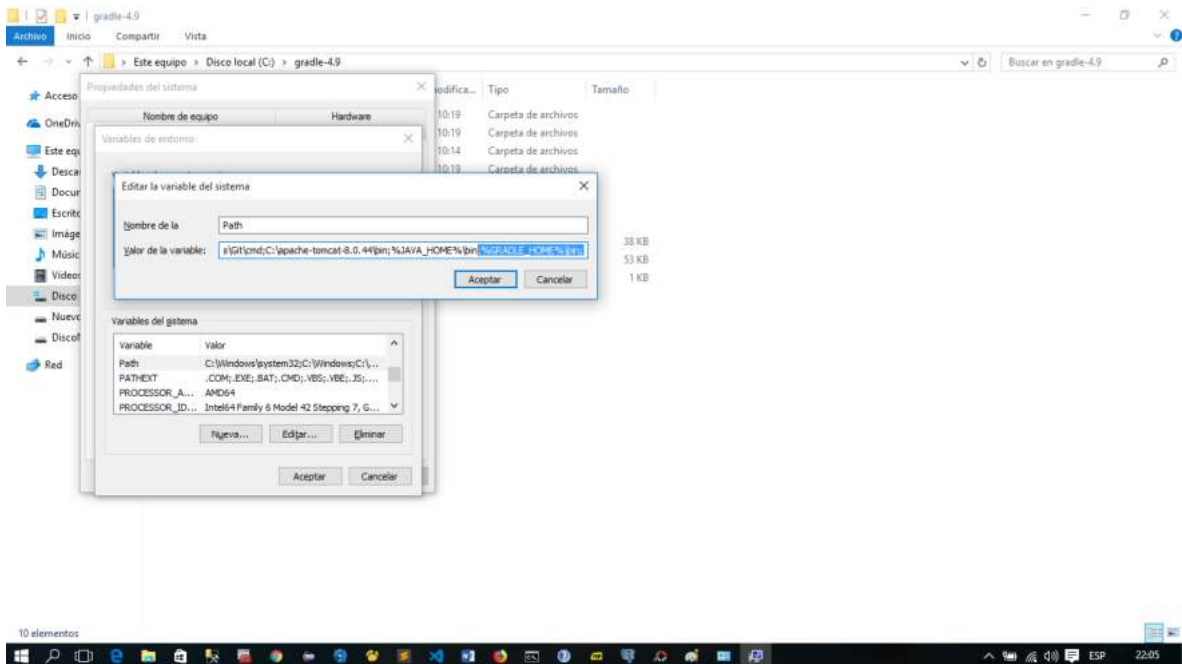 gradle-4.9
Archivo Inicio Compartir Vista
Este equipo > Disco local (C:) > gradle-4.9
Buscar en gradle-4.9
Propiedades del sistema
Nombre de equipo Hardware
Variables de entorno
Editar la variable del sistema
Nombre de la Path
Valor de la variable: s\Git\cmd;C:\apache-tomcat-8.0.44\bin;%JAVA_HOME%\bin;%GRADLE_HOME%\bin;
Aceptar Cancelar
Variables del sistema
Variable Valor
Path C:\Windows\system32;C:\Windows;C:\,...
PATHEXT .COM;.EXE;.BAT;.CMD;.VBS;.VBE;.JS;....
PROCESSOR_A... AMD64
PROCESSOR_ID... Intel64 Family 6 Model 42 Stepping 7, G...
Nueva... Editar... Eliminar
Aceptar Cancelar
Acceso
OneDriv
Este equ
Desca
Docur
Escrito
Image
Músic
Vídeos
Disco
Nuevo
Red
odifica... Tipo Tamaño
10:19 Carpeta de archivos
10:19 Carpeta de archivos
10:14 Carpeta de archivos
10:19 Carpeta de archivos
38 KB
53 KB
1 KB
10 elementos
ESP 22:05